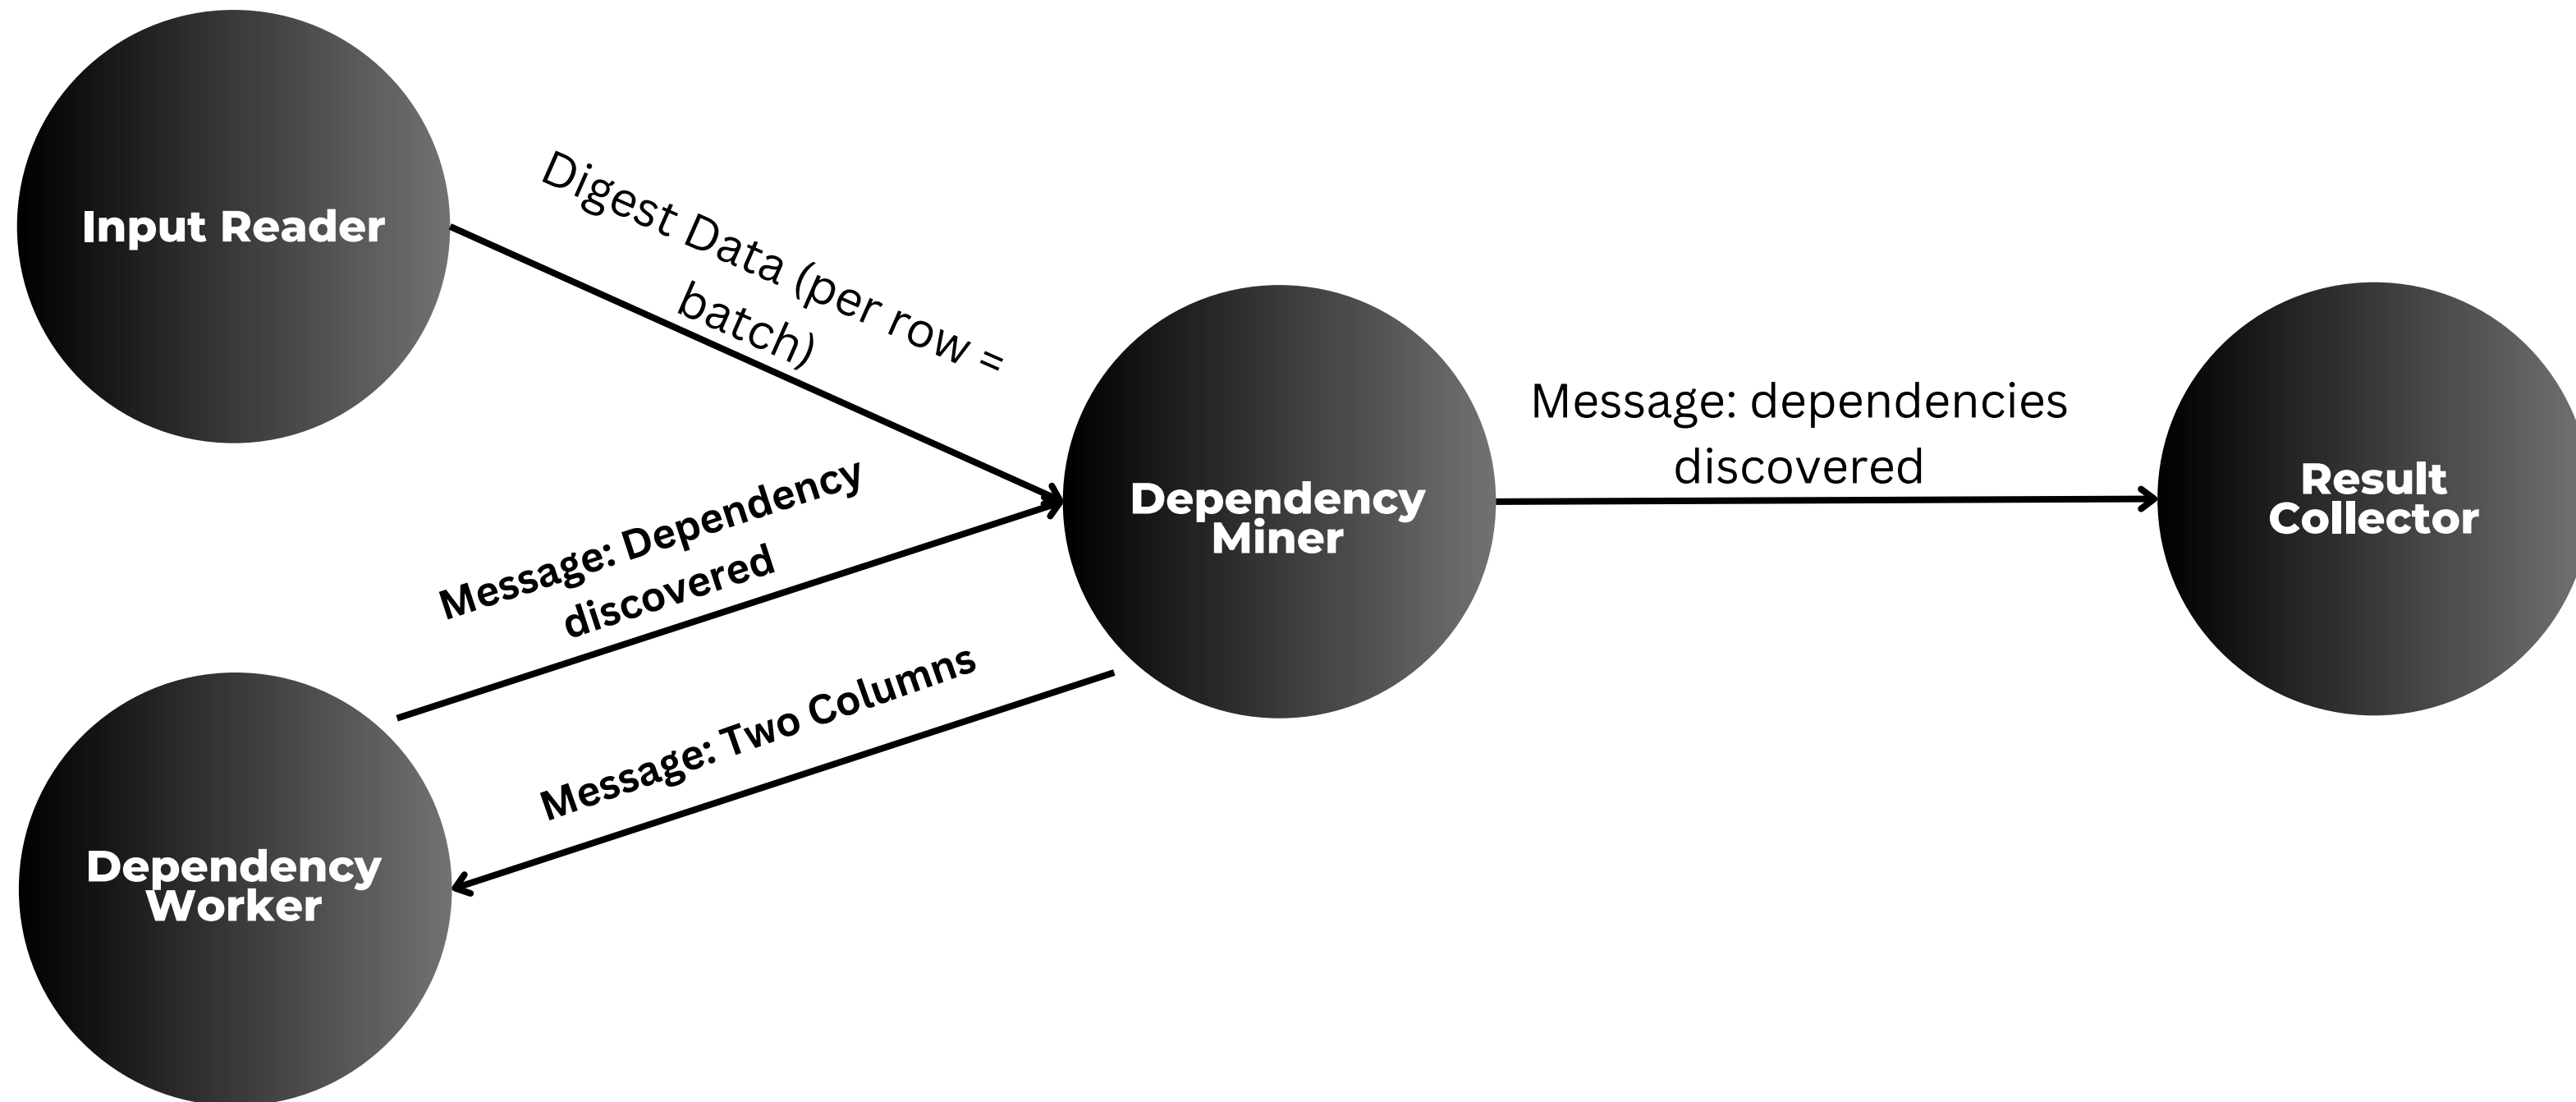 Input Reader
Digest Data (per row =
batch)
Message: Dependency
discovered
Message: Two Columns
Dependency
Worker
Dependency
Miner
Message: dependencies
discovered
Result
Collector